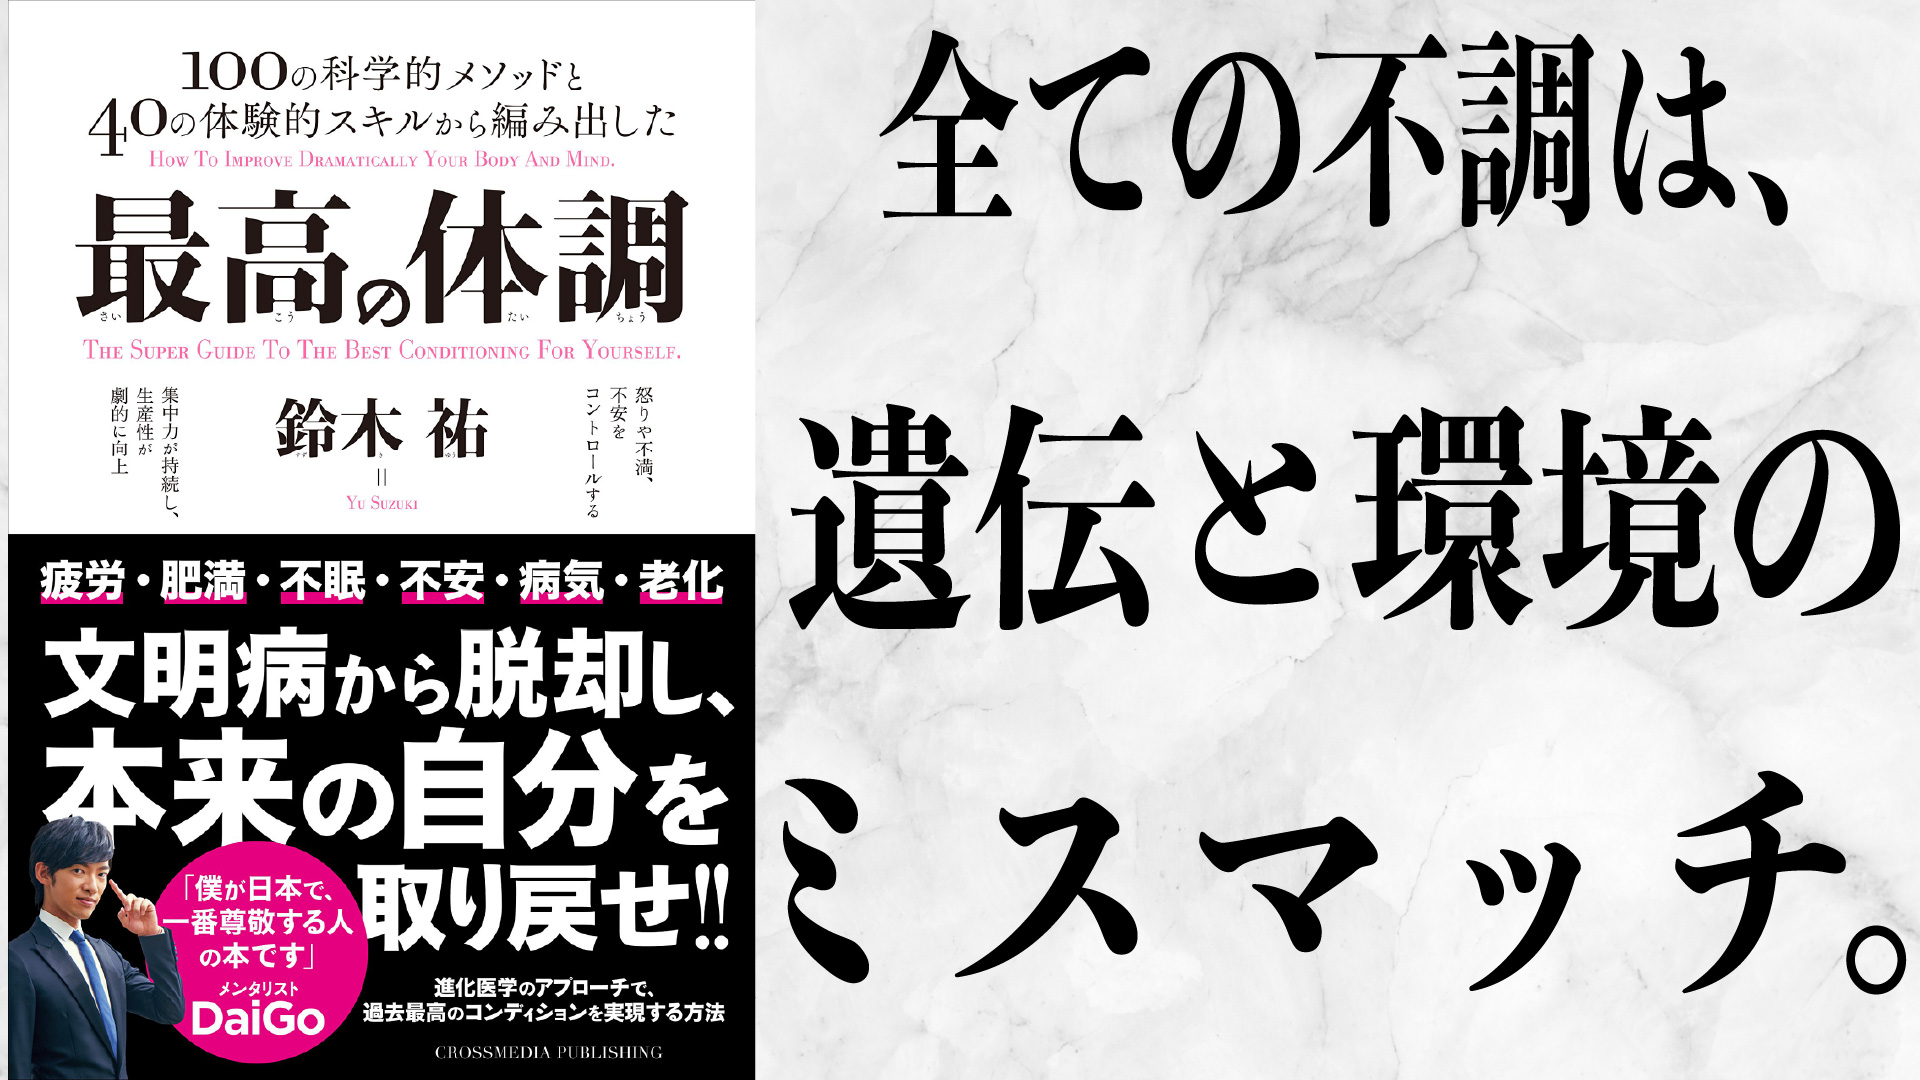 100の科学的メソッドと
40の体験的スキルから編み出した
HOW TO IMPROVE DRAMATICALLY YOUR BODY AND MIND.
最高の体調
さい こう たい ちょう
THE SUPER GUIDE TO THE BEST CONDITIONING FOR YOURSELF.
怒りや不満、
不安を
コントロールする
鈴木 祐
すず き ゆう
=
YU SUZUKI
集中力が持続し、
生産性が
劇的に向上
疲労・肥満・不眠・不安・病気・老化
文明病から脱却し、
本来の自分を
取り戻せ!!
「僕が日本で、
一番尊敬する人
の本です」
メンタリスト
DaiGo
進化医学のアプローチで、
過去最高のコンディションを実現する方法
CROSSMEDIA PUBLISHING
全ての不調は、
遺伝と環境の
ミスマッチ。